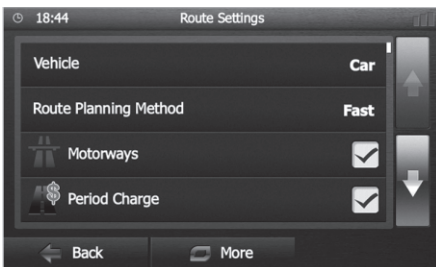 18:44 Route Settings
Vehicle Car
Route Planning Method Fast
Motorways
Period Charge
Back More